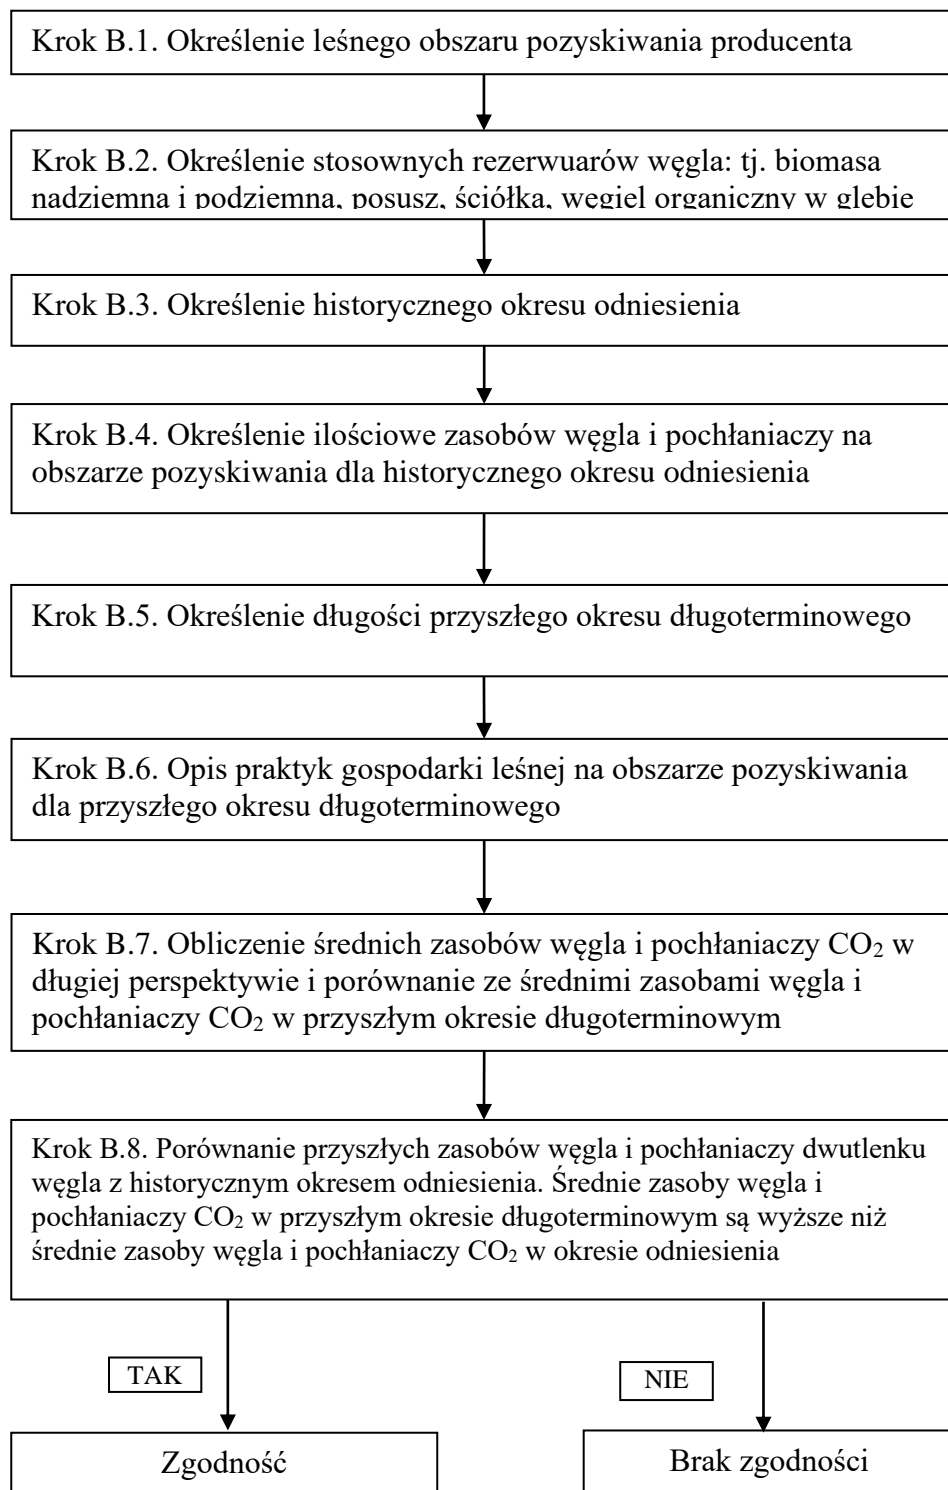 Krok B.1. Określenie leśnego obszaru pozyskiwania producenta
Krok B.2. Określenie stosownych rezerwuarów węgla: tj. biomasa
nadziemna i podziemna, posusz, ściółka, węgiel organiczny w glebie
Krok B.3. Określenie historycznego okresu odniesienia
Krok B.4. Określenie ilościowe zasobów węgla i pochłaniaczy na
obszarze pozyskiwania dla historycznego okresu odniesienia
Krok B.5. Określenie długości przyszłego okresu długoterminowego
Krok B.6. Opis praktyk gospodarki leśnej na obszarze pozyskiwania
dla przyszłego okresu długoterminowego
Krok B.7. Obliczenie średnich zasobów węgla i pochłaniaczy CO₂ w
długiej perspektywie i porównanie ze średnimi zasobami węgla i
pochłaniaczy CO₂ w przyszłym okresie długoterminowym
Krok B.8. Porównanie przyszłych zasobów węgla i pochłaniaczy dwutlenku
węgla z historycznym okresem odniesienia. Średnie zasoby węgla i
pochłaniaczy CO₂ w przyszłym okresie długoterminowym są wyższe niż
średnie zasoby węgla i pochłaniaczy CO₂ w okresie odniesienia
TAK
NIE
Zgodność
Brak zgodności